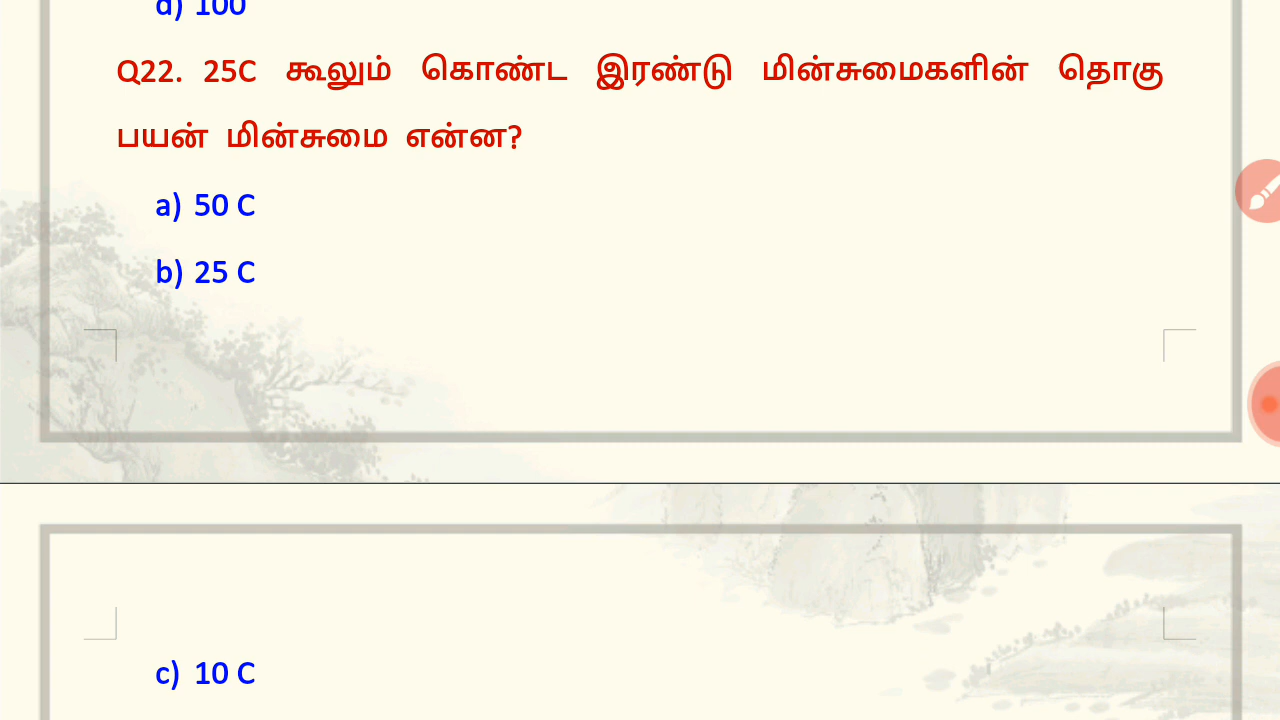 d) 100
Q22. 25C கூலும் கொண்ட இரண்டு மின்சுமைகளின் தொகு
பயன் மின்சுமை என்ன?
a) 50 C
b) 25 C
c) 10 C